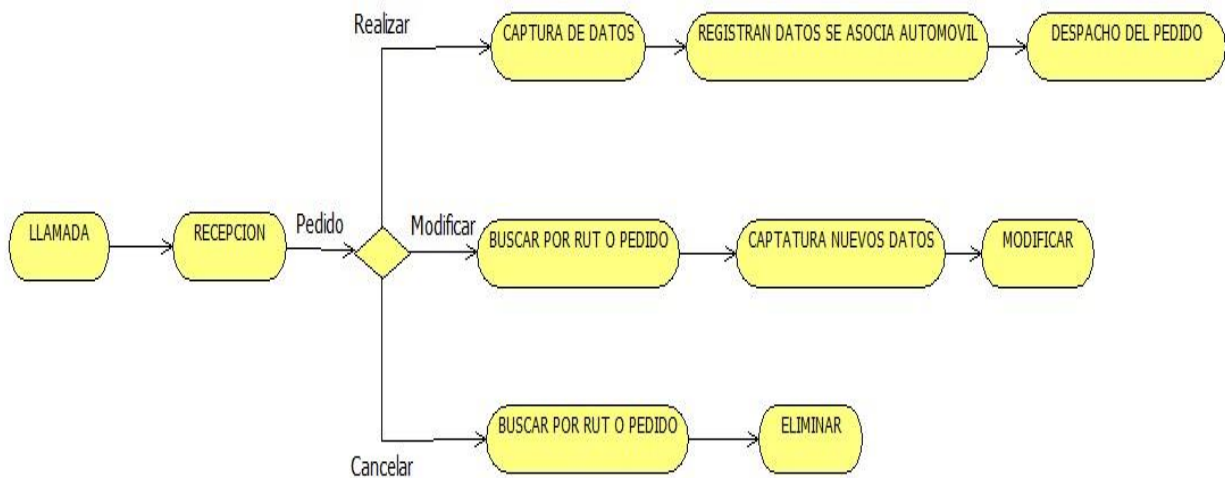 Realizar
CAPTURA DE DATOS
REGISTRAN DATOS SE ASOCIA AUTOMOVIL
DESPACHO DEL PEDIDO
LLAMADA
RECEPCION
Pedido
Modificar
BUSCAR POR RUT O PEDIDO
CAPTATURA NUEVOS DATOS
MODIFICAR
Cancelar
BUSCAR POR RUT O PEDIDO
ELIMINAR